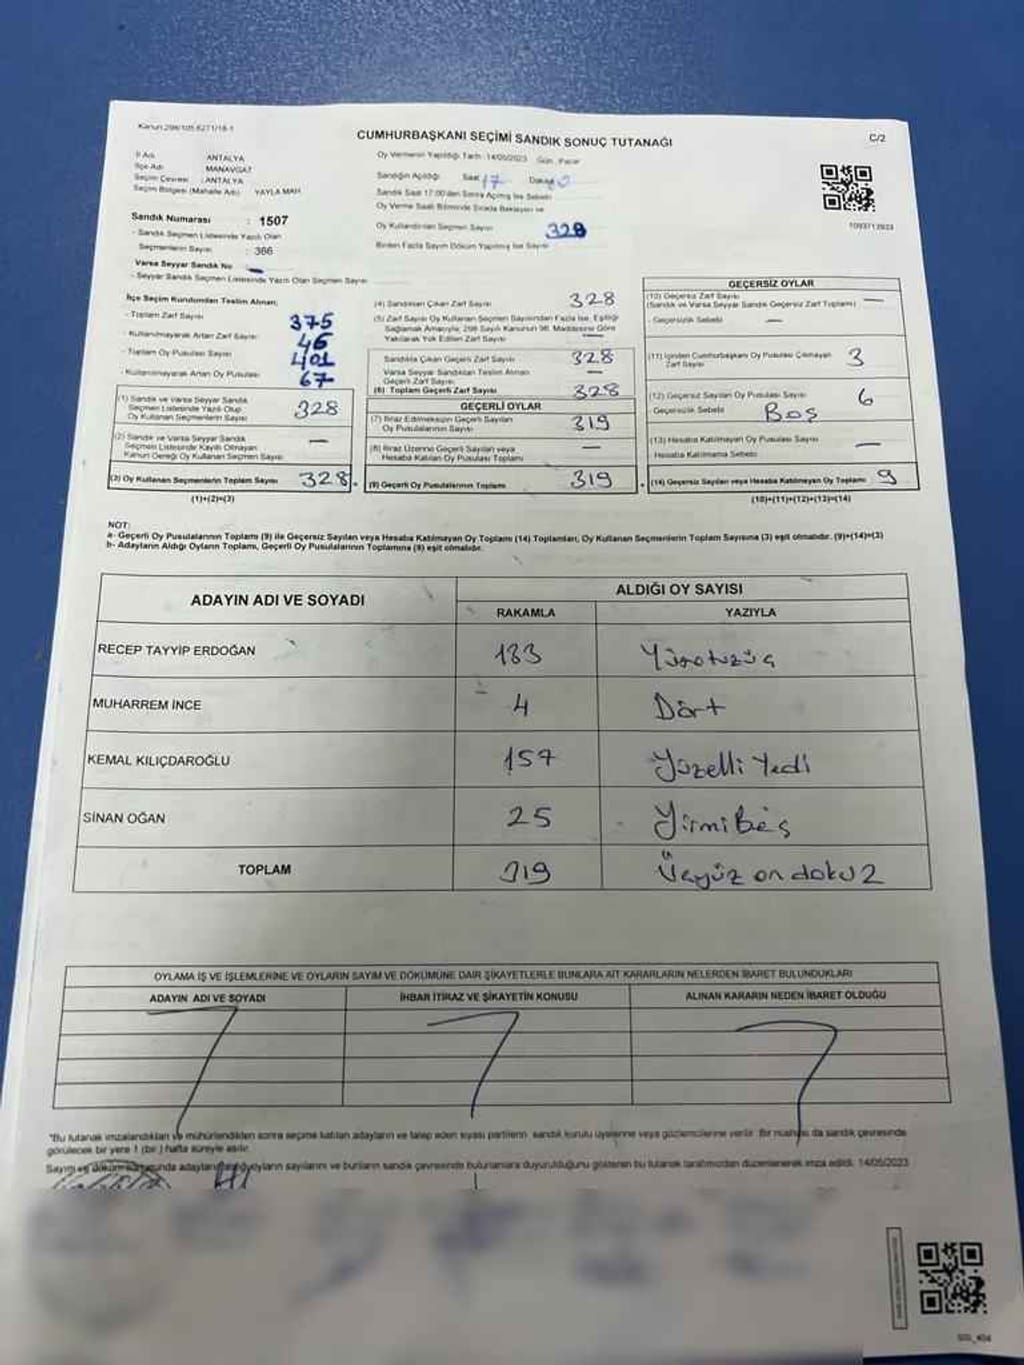 Kanun 298/105 6271/18-1
CUMHURBAŞKANI SEÇİMİ SANDIK SONUÇ TUTANAĞI
C/2
İl Adı ANTALYA
İlçe Adı MANAVGAT
Seçim Çevresi : ANTALYA
Seçim Bölgesi (Mahalle Adı) YAYLA MAH
Oy Vermenin Yapıldığı Tarih : 14/05/2023 Gün : Pazar
Sandığın Açıldığı Saat 17 Dakika
Sandık Saat 17:00'den Sonra Açılmış İse Sebebi
Oy Verme Saati Bitiminde Sırada Bekleyen ve
Oy Kullandırılan Seçmen Sayısı 328
Birden Fazla Sayım Döküm Yapılmış İse Sayısı
1093713923
Sandık Numarası : 1507
- Sandık Seçmen Listesinde Yazılı Olan
Seçmenlerin Sayısı : 366
Varsa Seyyar Sandık No
- Seyyar Sandık Seçmen Listesinde Yazılı Olan Seçmen Sayısı
İlçe Seçim Kurulundan Teslim Alınan;
- Toplam Zarf Sayısı 375
- Kullanılmayarak Artan Zarf Sayısı 46
- Toplam Oy Pusulası Sayısı 401
- Kullanılmayarak Artan Oy Pusulası 67
(1) Sandık ve Varsa Seyyar Sandık
Seçmen Listesinde Yazılı Olup
Oy Kullanan Seçmenlerin Sayısı 328
(2) Sandık ve Varsa Seyyar Sandık
Seçmen Listesinde Kayıtlı Olmayan
Kanun Gereği Oy Kullanan Seçmen Sayısı —
(3) Oy Kullanan Seçmenlerin Toplam Sayısı 328.
(1)+(2)=(3)
(4) Sandıktan Çıkan Zarf Sayısı 328
(5) Zarf Sayısı Oy Kullanan Seçmen Sayısından Fazla İse, Eşitliği
Sağlamak Amacıyla, 298 Sayılı Kanunun 98. Maddesine Göre
Yakılarak Yok Edilen Zarf Sayısı —
Sandıkta Çıkan Geçerli Zarf Sayısı 328
Varsa Seyyar Sandıktan Teslim Alınan
Geçerli Zarf Sayısı —
(6) Toplam Geçerli Zarf Sayısı 328
GEÇERLİ OYLAR
(7) İtiraz Edilmeksizin Geçerli Sayılan
Oy Pusulalarının Sayısı 319
(8) İtiraz Üzerine Geçerli Sayılan veya
Hesaba Katılan Oy Pusulası Toplamı —
(9) Geçerli Oy Pusulalarının Toplamı 319 .
GEÇERSİZ OYLAR
(10) Geçersiz Zarf Sayısı
(Sandık ve Varsa Seyyar Sandık Geçersiz Zarf Toplamı) —
- Geçersizlik Sebebi —
(11) İçinden Cumhurbaşkanı Oy Pusulası Çıkmayan
Zarf Sayısı 3
(12) Geçersiz Sayılan Oy Pusulası Sayısı 6
Geçersizlik Sebebi Boş
(13) Hesaba Katılmayan Oy Pusulası Sayısı —
Hesaba Katılmama Sebebi
(14) Geçersiz Sayılan veya Hesaba Katılmayan Oy Toplamı 9
(10)+(11)+(12)+(13)=(14)
NOT:
a- Geçerli Oy Pusulalarının Toplamı (9) ile Geçersiz Sayılan veya Hesaba Katılmayan Oy Toplamı (14) Toplamları, Oy Kullanan Seçmenlerin Toplam Sayısına (3) eşit olmalıdır. (9)+(14)=(3)
b- Adayların Aldığı Oyların Toplamı, Geçerli Oy Pusulalarının Toplamına (9) eşit olmalıdır.
ADAYIN ADI VE SOYADI ALDIĞI OY SAYISI
RAKAMLA YAZIYLA
RECEP TAYYİP ERDOĞAN 133 Yüzotuzüç
MUHARREM İNCE 4 Dört
KEMAL KILIÇDAROĞLU 157 Yüzelli Yedi
SİNAN OĞAN 25 Yirmi Beş
TOPLAM 319 Üçyüz on dokuz
OYLAMA İŞ VE İŞLEMLERİNE VE OYLARIN SAYIM VE DÖKÜMÜNE DAİR ŞİKAYETLERLE BUNLARA AİT KARARLARIN NELERDEN İBARET BULUNDUKLARI
ADAYIN ADI VE SOYADI İHBAR İTİRAZ VE ŞİKAYETİN KONUSU ALINAN KARARIN NEDEN İBARET OLDUĞU
*Bu tutanak imzalandıktan ve mühürlendikten sonra seçime katılan adayların ve talep eden siyasi partilerin sandık kurulu üyelerine veya gözlemcilerine verilir. Bir nüshası da sandık çevresinde
görülecek bir yere 1 (bir) hafta süreyle asılır.
Sayım ve döküm sonunda adayların aldığı oyların sayılarını ve bunların sandık çevresinde bulunanlara duyurulduğunu gösteren bu tutanak tarafımızdan düzenlenerek imza edildi. 14/05/2023